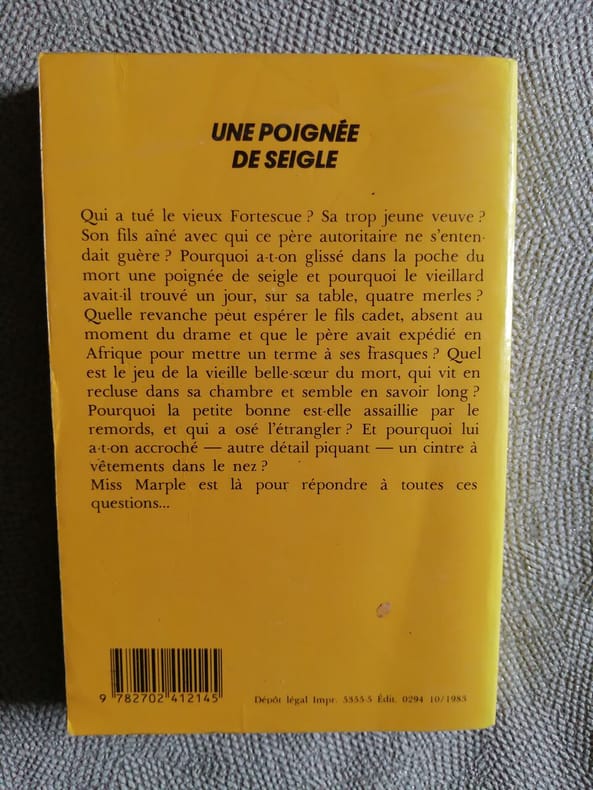 UNE POIGNÉE
DE SEIGLE
Qui a tué le vieux Fortescue ? Sa trop jeune veuve ?
Son fils aîné avec qui ce père autoritaire ne s'enten-
dait guère ? Pourquoi a-t-on glissé dans la poche du
mort une poignée de seigle et pourquoi le vieillard
avait-il trouvé un jour, sur sa table, quatre merles ?
Quelle revanche peut espérer le fils cadet, absent au
moment du drame et que le père avait expédié en
Afrique pour mettre un terme à ses frasques ? Quel
est le jeu de la vieille belle-sœur du mort, qui vit en
recluse dans sa chambre et semble en savoir long ?
Pourquoi la petite bonne est-elle assaillie par le
remords, et qui a osé l'étrangler ? Et pourquoi lui
a-t-on accroché — autre détail piquant — un cintre à
vêtements dans le nez ?
Miss Marple est là pour répondre à toutes ces
questions...
9 782702 412145
Dépôt légal Impr. 5355-5 Édit. 0294 10/1983